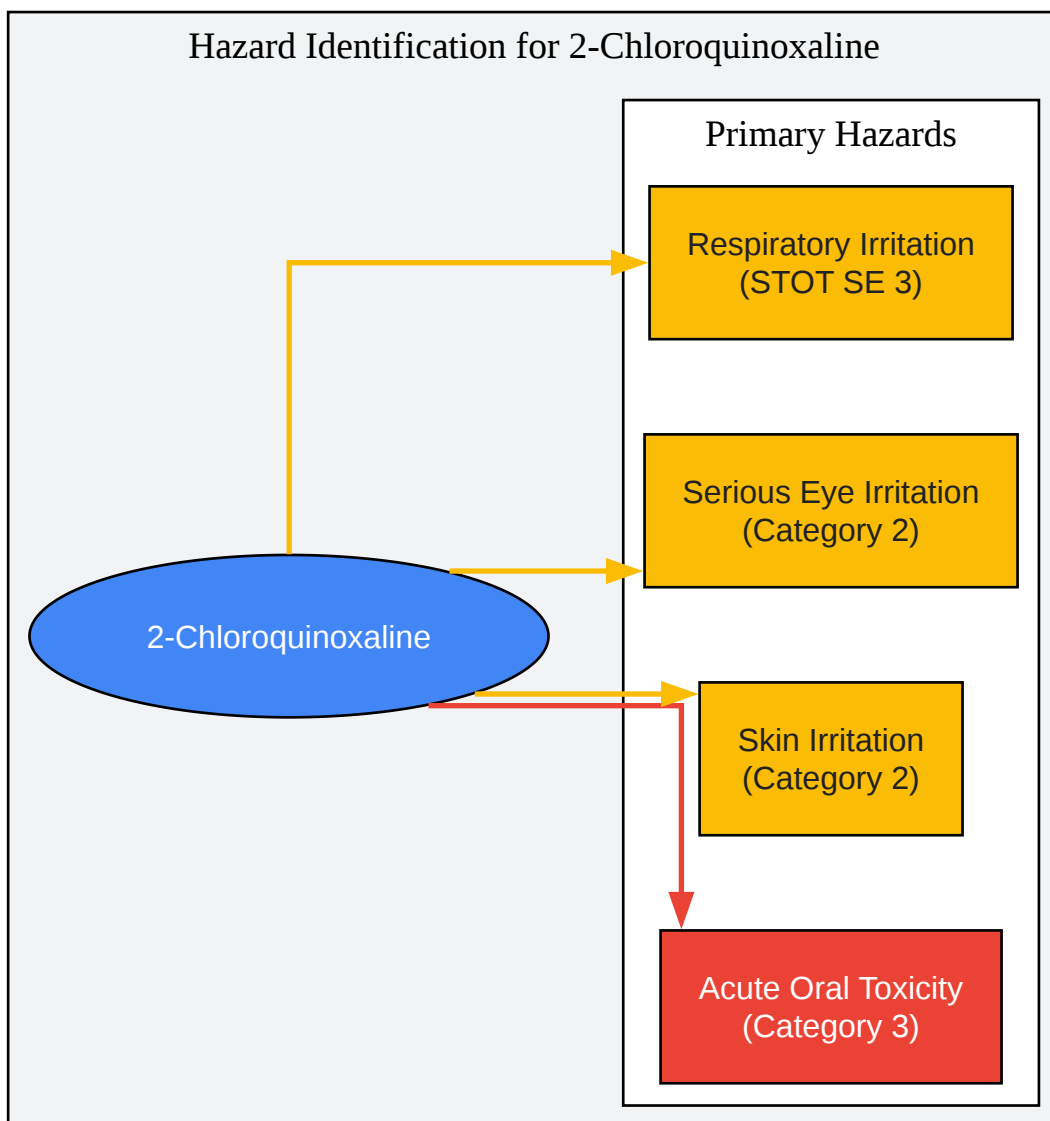 Hazard Identification for 2-Chloroquinoxaline
Primary Hazards
Respiratory Irritation
(STOT SE 3)
Serious Eye Irritation
(Category 2)
2-Chloroquinoxaline
Skin Irritation
(Category 2)
Acute Oral Toxicity
(Category 3)